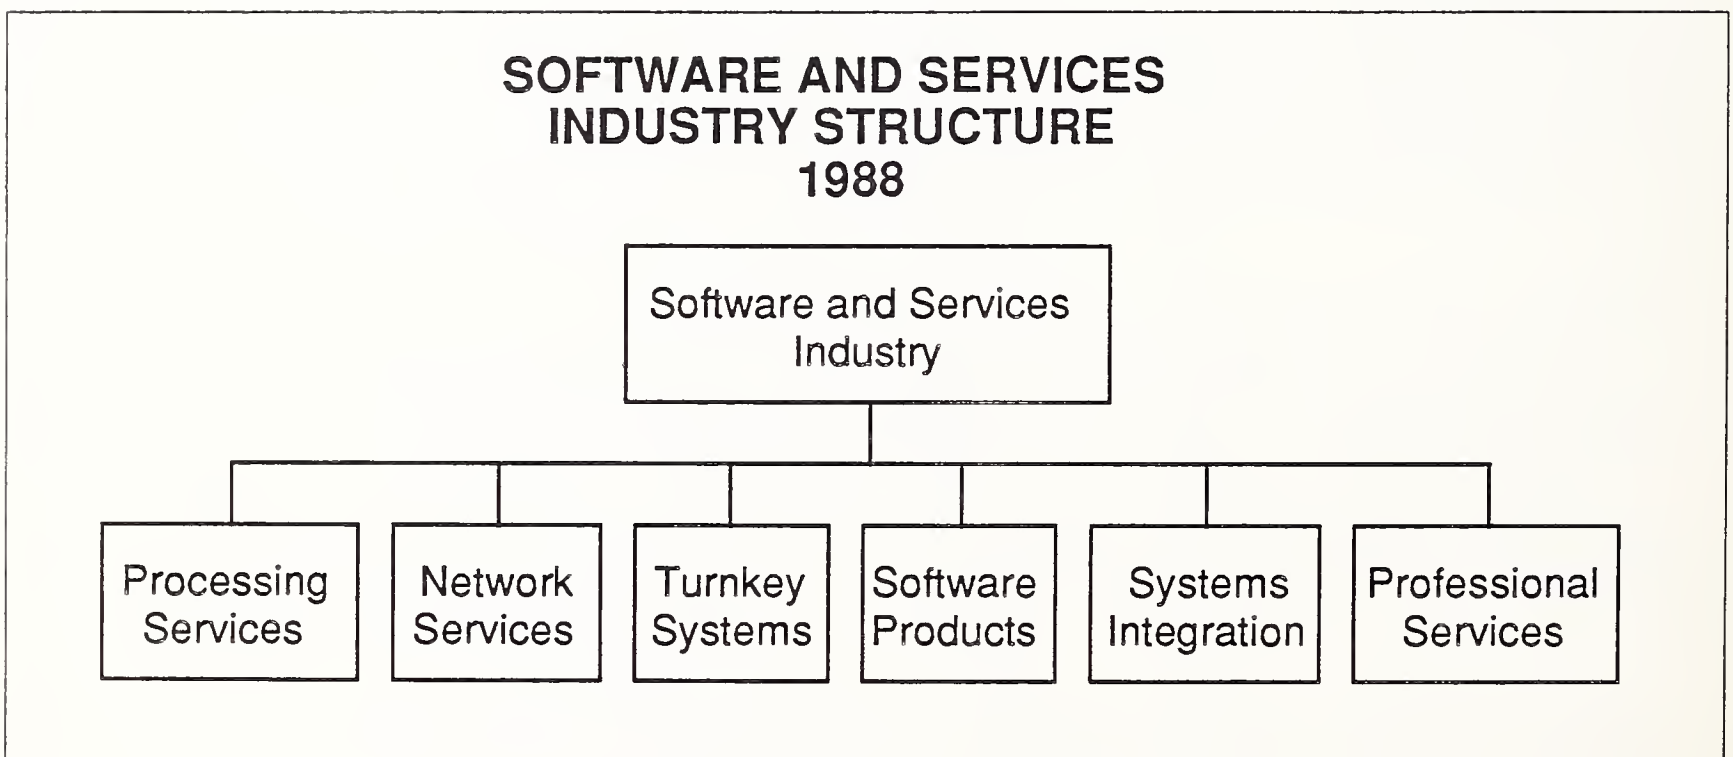 SOFTWARE AND SERVICES
INDUSTRY STRUCTURE
1988
Software and Services
Industry
Processing
Services
Network
Services
Turnkey
Systems
Software
Products
Systems
Integration
Professional
Services